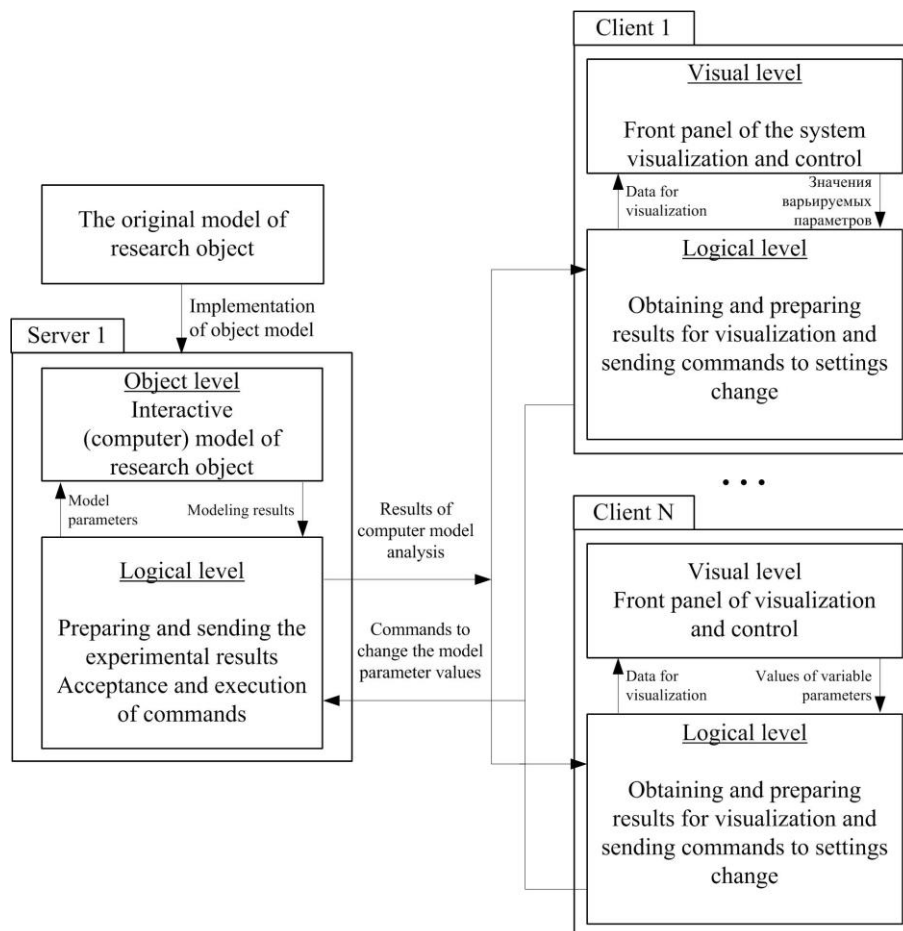 Client 1
Visual level
Front panel of the system
visualization and control
Data for
visualization
Значения
варьируемых
параметров
Logical level
Obtaining and preparing
results for visualization and
sending commands to settings
change
The original model of
research object
Implementation
of object model
Server 1
Object level
Interactive
(computer) model of
research object
Model
parameters
Modeling results
Logical level
Preparing and sending the
experimental results
Acceptance and execution
of commands
Results of
computer model
analysis
Commands to
change the model
parameter values
...
Client N
Visual level
Front panel of visualization
and control
Data for
visualization
Values of variable
parameters
Logical level
Obtaining and preparing
results for visualization and
sending commands to settings
change